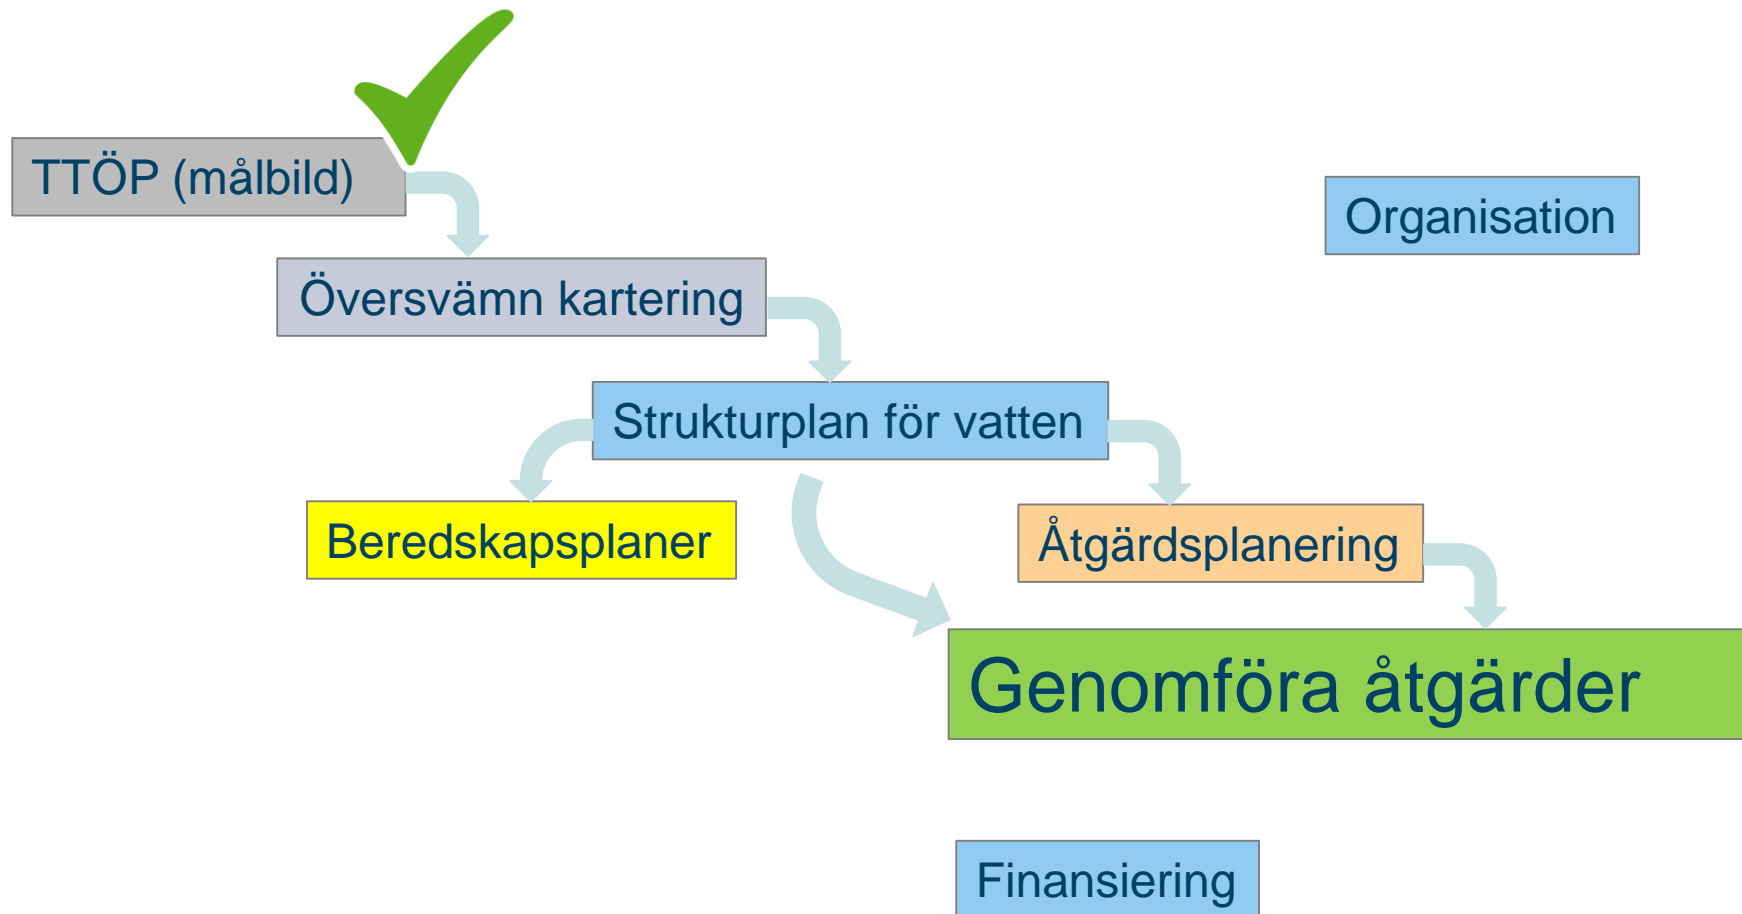 TTÖP (målbild)
Organisation
Översvämn kartering
Strukturplan för vatten
Beredskapsplaner
Åtgärdsplanering
Genomföra åtgärder
Finansiering